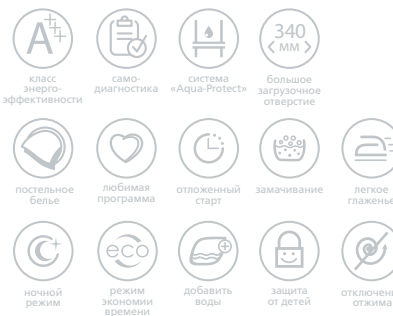 A+++
340
мм
класс
энерго-
эффективности
само-
диагностика
система
«Aqua-Protect»
большое
загрузочное
отверстие
постельное
белье
любимая
программа
отложенный
старт
замачивание
легкое
глаженье
eco
ночной
режим
режим
экономии
времени
добавить
воды
защита
от детей
отключение
отжима